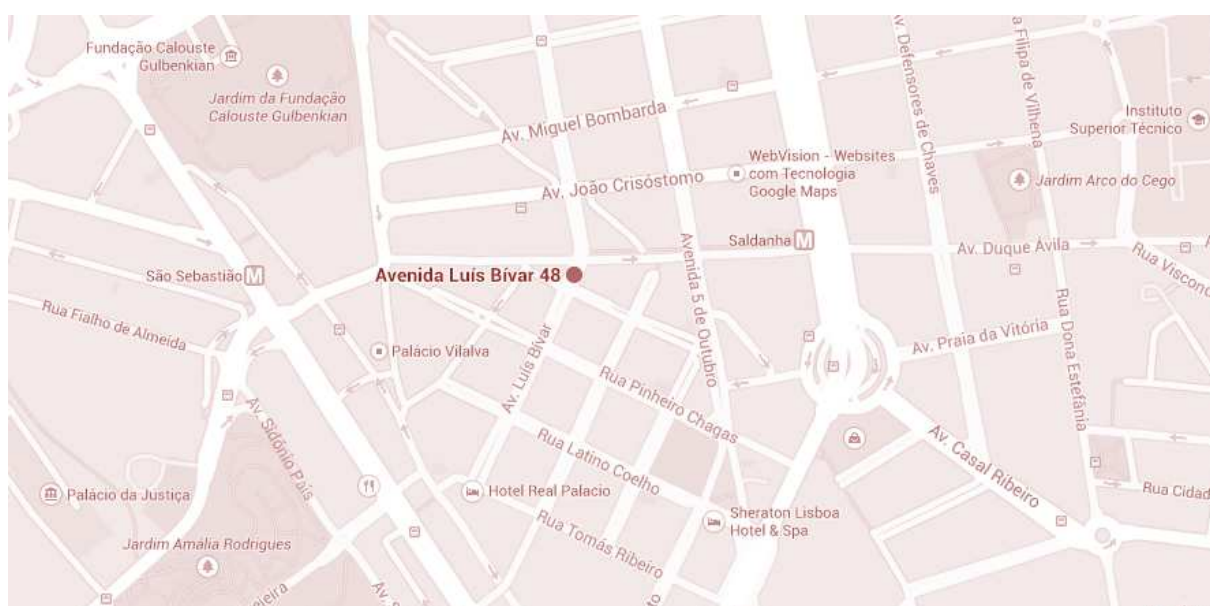 Fundação Calouste
Gulbenkian
Jardim da Fundação
Calouste Gulbenkian
Av. Miguel Bombarda
Av. Defensores de Chaves
a Filipa de Vilhena
Instituto
Superior Técnico
WebVision - Websites
com Tecnologia
Google Maps
Av. João Crisóstomo
Jardim Arco do Cego
Saldanha M
Av. Duque Ávila
A
Rua Viscond
São Sebastião M
Avenida Luís Bívar 48
Avenida 5 de Outubro
Rua Fialho de Almeida
Palácio Vilalva
Av. Luís Bívar
Rua Pinheiro Chagas
Av. Praia da Vitória
Rua Dona Estefânia
Av. Sidónio País
Rua Latino Coelho
Av. Casal Ribeiro
Palácio da Justiça
Hotel Real Palacio
Rua Cidad
Sheraton Lisboa
Hotel & Spa
Rua Tomás Ribeiro
Jardim Amália Rodrigues
eira